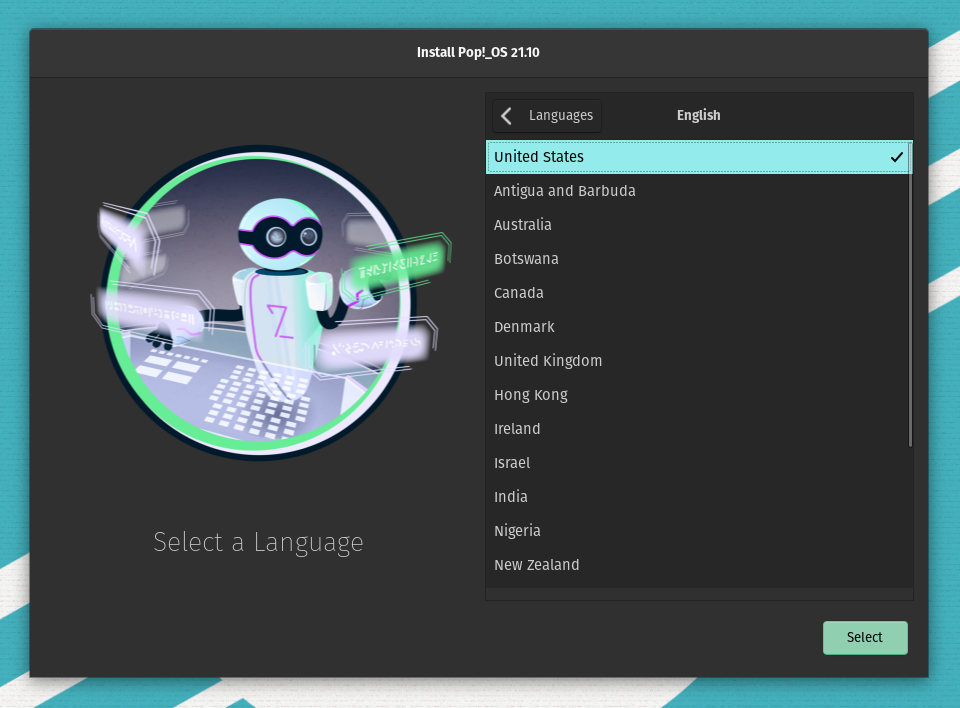 Install Pop!_OS 21.10
Languages
English
United States
Antigua and Barbuda
Australia
Botswana
Canada
Denmark
United Kingdom
Hong Kong
Ireland
Israel
India
Nigeria
New Zealand
Select a Language
Select